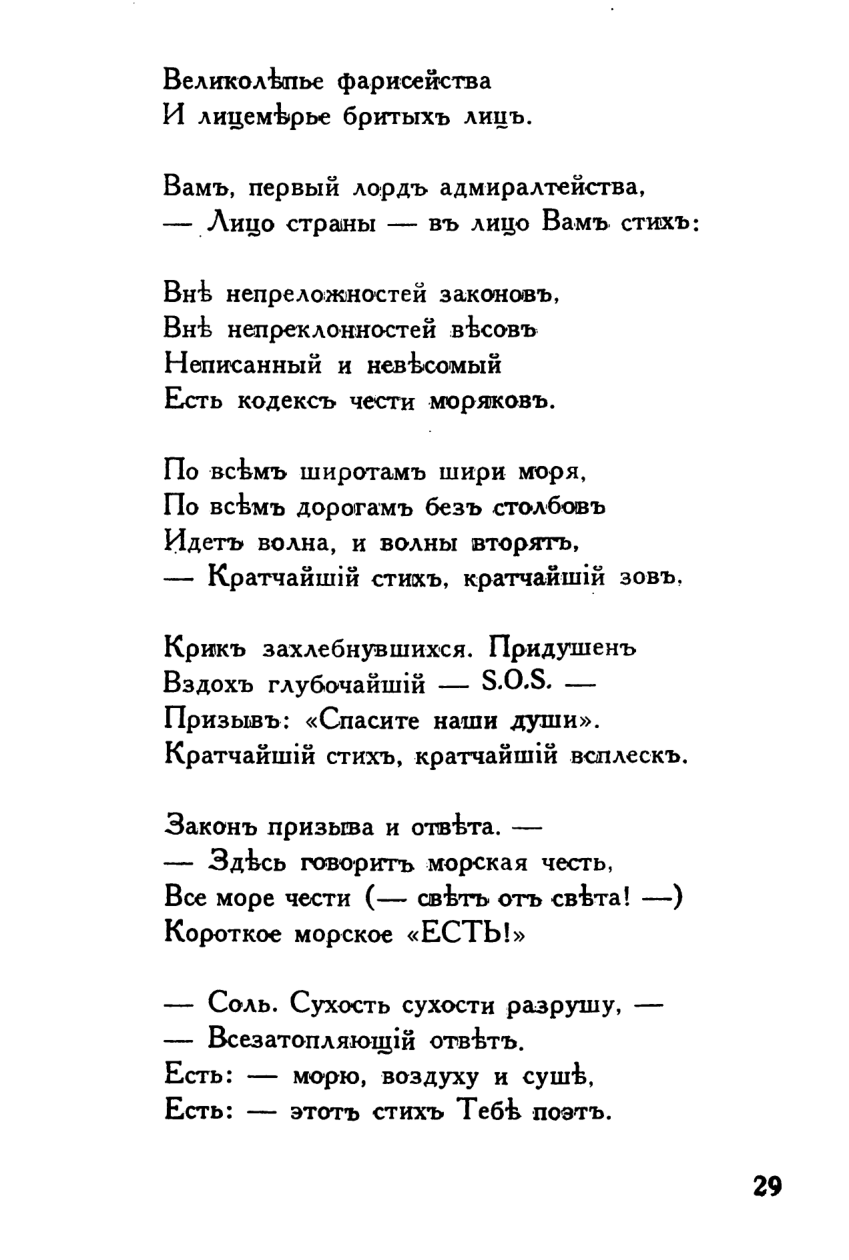 Великолѣпье фарисейства
И лицемѣрье бритыхъ лицъ.

Вамъ, первый лордъ адмиралтейства,
— Лицо страны — въ лицо Вамъ стихъ:

Внѣ непреложностей законовъ,
Внѣ непреклонностей вѣсовъ
Неписанный и невѣсомый
Есть кодексъ чести моряковъ.

По всѣмъ широтамъ шири моря,
По всѣмъ дорогамъ безъ столбовъ
Идетъ волна, и волны вторятъ,
— Кратчайшій стихъ, кратчайшій зовъ.

Крикъ захлебнувшихся. Придушенъ
Вздохъ глубочайшій — S.O.S. —
Призывъ: «Спасите наши души».
Кратчайшій стихъ, кратчайшій всплескъ.

Законъ призыва и отвѣта. —
— Здѣсь говоритъ морская честь,
Все море чести (— свѣтъ отъ свѣта! —)
Короткое морское «ЕСТЬ!»

— Соль. Сухость сухости разрушу, —
— Всезатопляющій отвѣтъ.
Есть: — морю, воздуху и сушѣ,
Есть: — этотъ стихъ Тебѣ поэтъ.

29